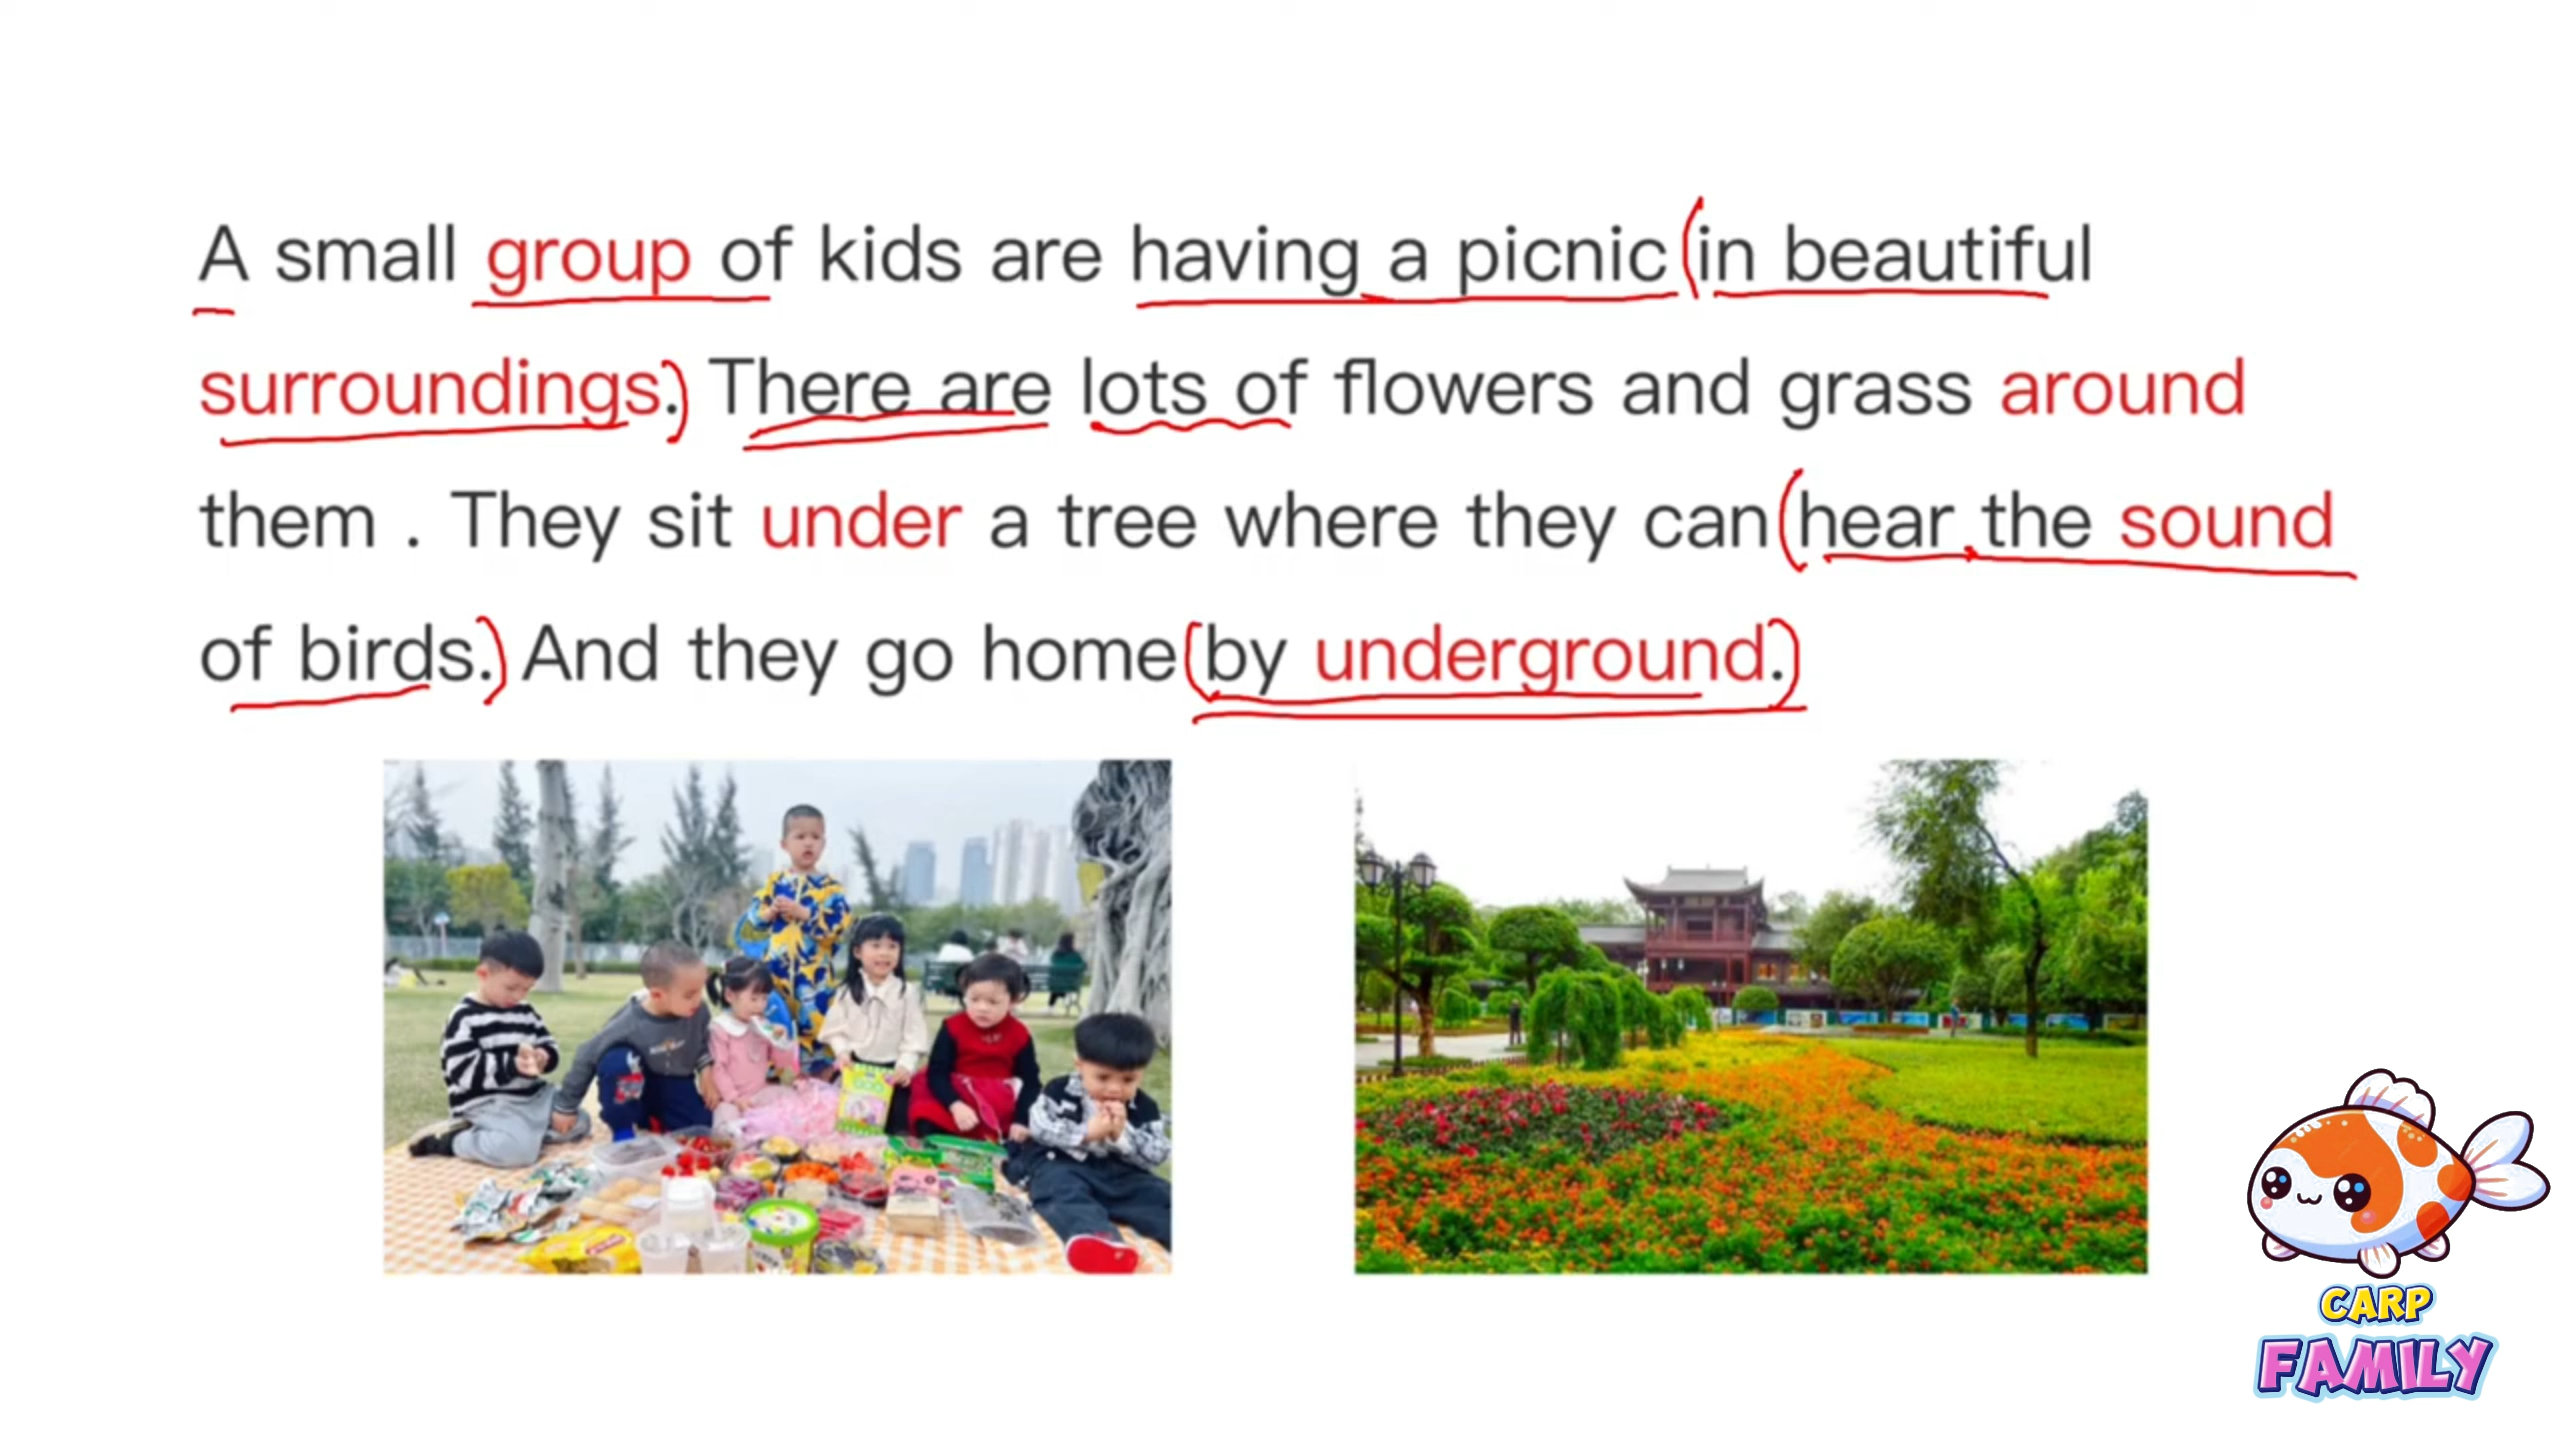 A small group of kids are having a picnic in beautiful
surroundings. There are lots of flowers and grass around
them . They sit under a tree where they can hear the sound
of birds. And they go home by underground.
CARP
FAMILY